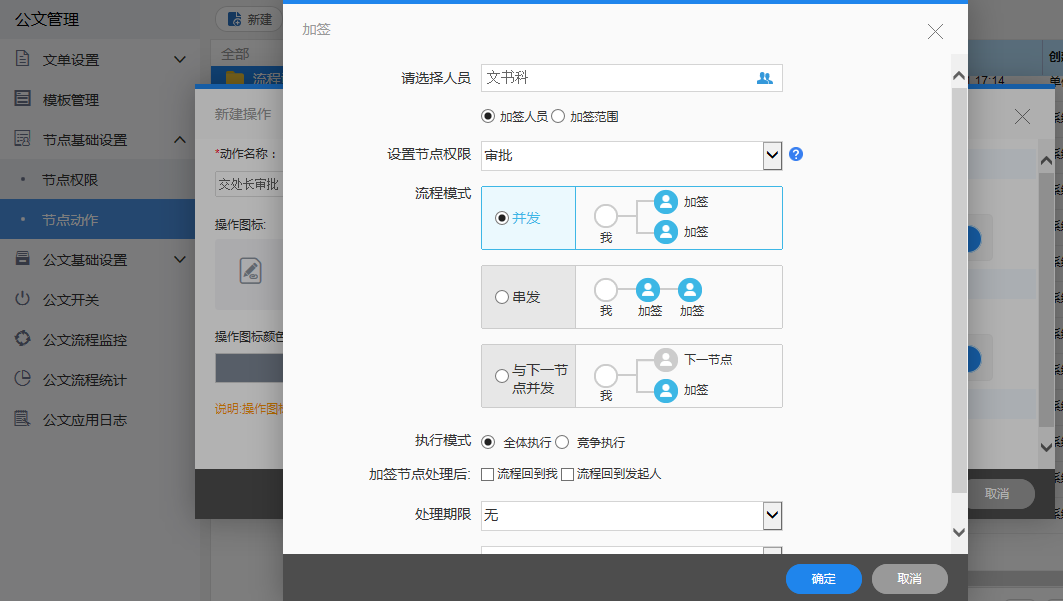 公文管理
文单设置
模板管理
节点基础设置
节点权限
节点动作
公文基础设置
公文开关
公文流程监控
公文流程统计
公文应用日志
新建
全部
流程
17:14
新建操作
*动作名称：
交处长审批
操作图标:
操作图标颜色
说明:操作图标
取消
加签
请选择人员
文书科
加签人员
加签范围
设置节点权限
审批
?
流程模式
并发
我
加签
加签
串发
我
加签
加签
与下一节
点并发
我
下一节点
加签
执行模式
全体执行
竞争执行
加签节点处理后:
流程回到我
流程回到发起人
处理期限
无
确定
取消